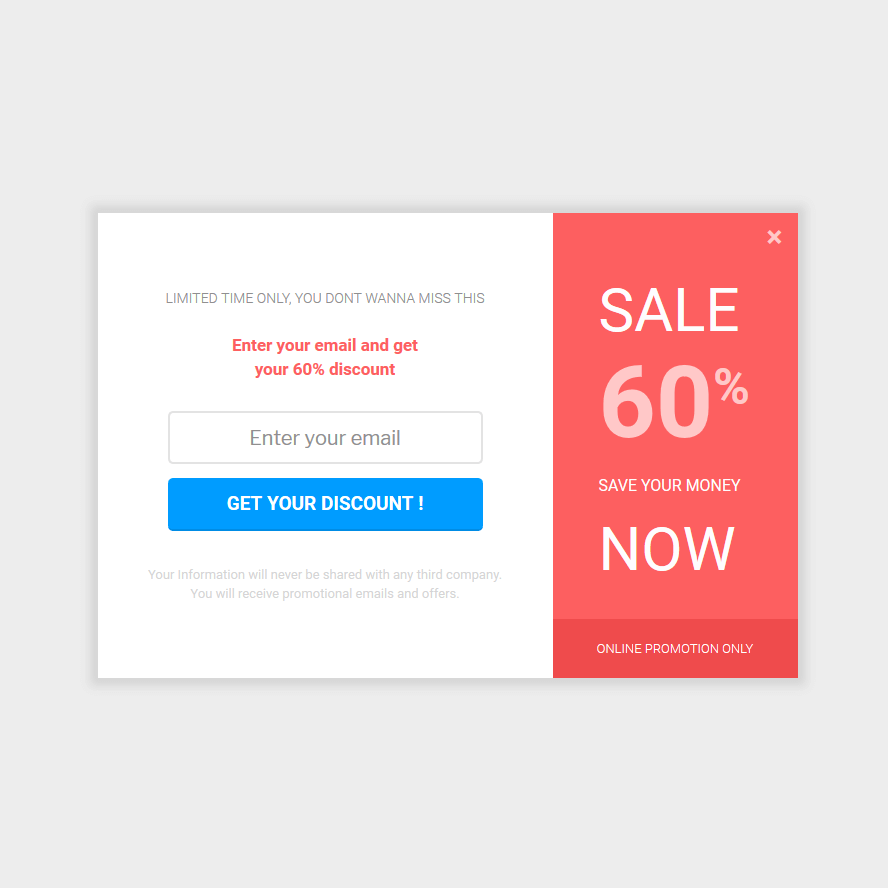 LIMITED TIME ONLY, YOU DONT WANNA MISS THIS
Enter your email and get
your 60% discount
Enter your email
GET YOUR DISCOUNT !
Your Information will never be shared with any third company.
You will receive promotional emails and offers.
×
SALE
60%
SAVE YOUR MONEY
NOW
ONLINE PROMOTION ONLY